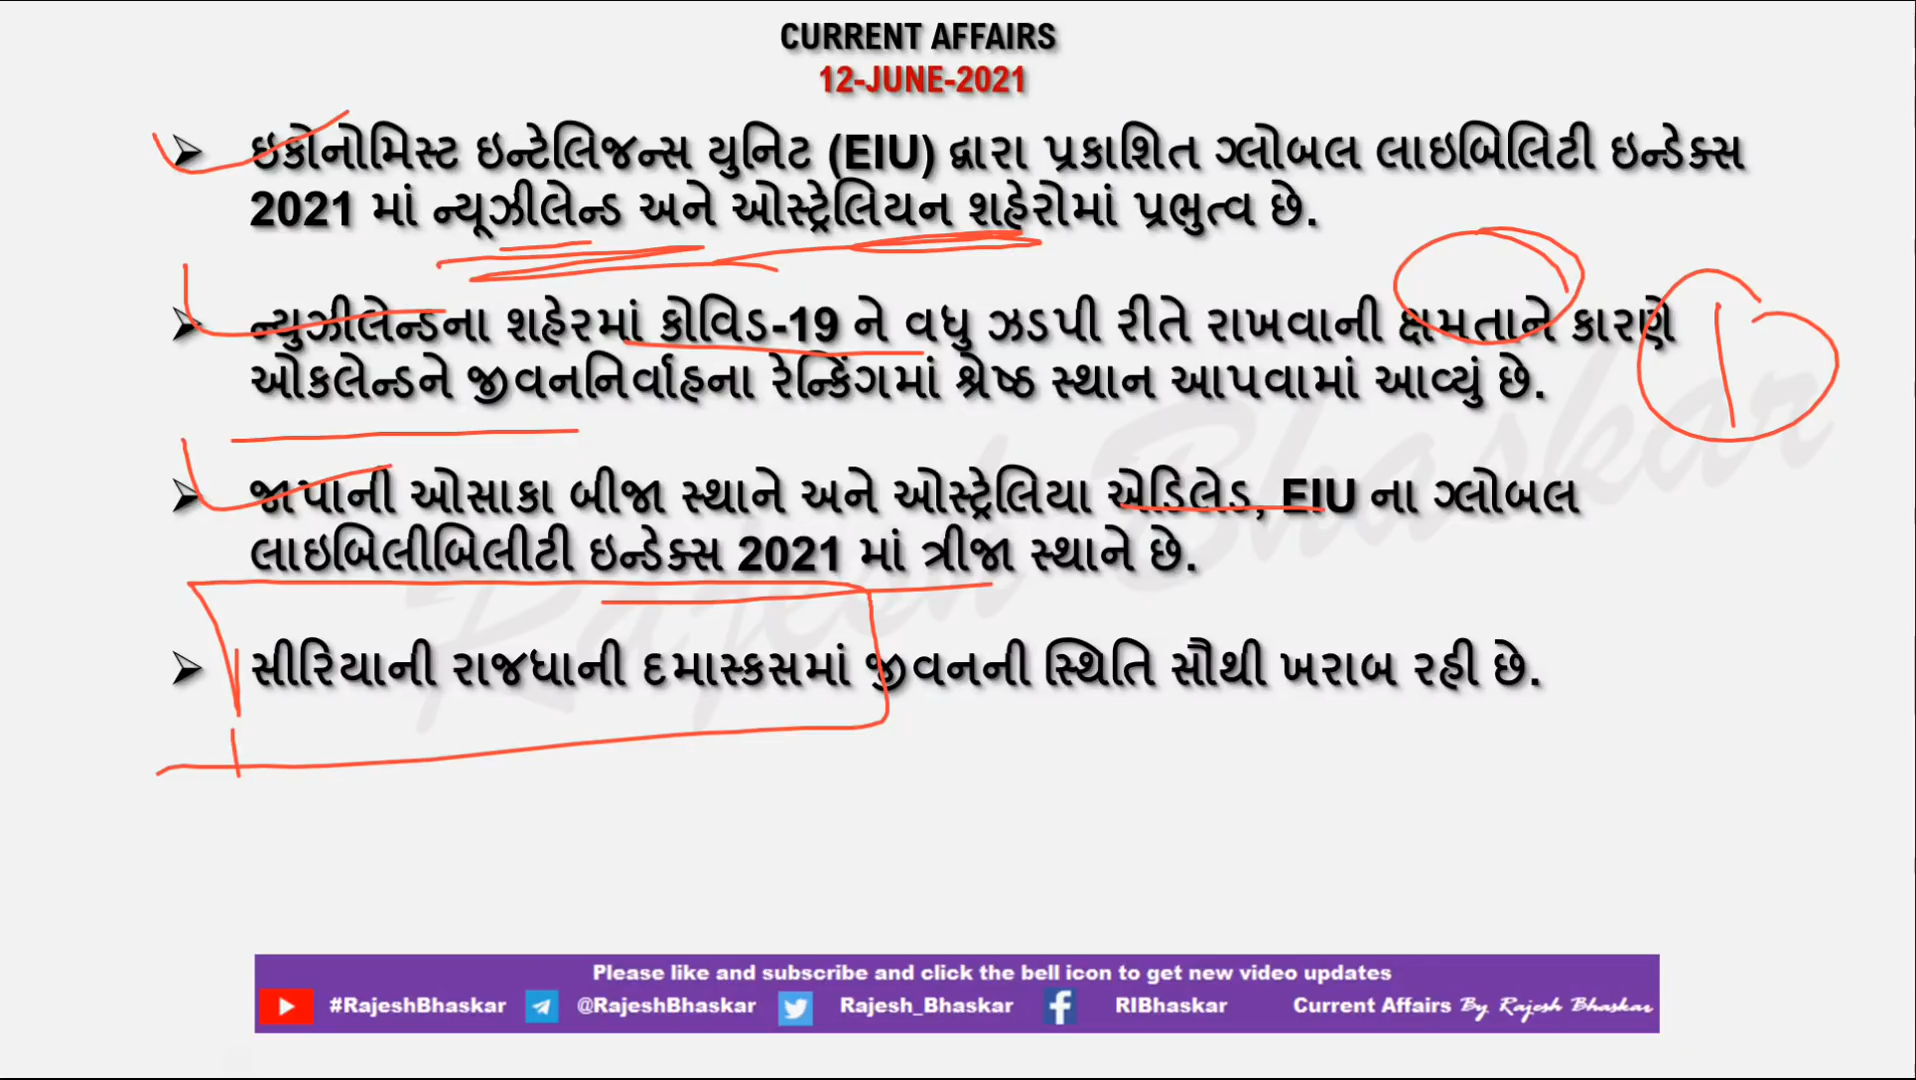 CURRENT AFFAIRS
12-JUNE-2021
➢ ઇકોનોમિસ્ટ ઇન્ટેલિજન્સ યુનિટ (EIU) દ્વારા પ્રકાશિત ગ્લોબલ લાઇબિલિટી ઇન્ડેક્સ
2021 માં ન્યૂઝીલેન્ડ અને ઓસ્ટ્રેલિયન શહેરોમાં પ્રભુત્વ છે.
➢ ન્યુઝીલેન્ડના શહેરમાં કોવિડ-19 ને વધુ ઝડપી રીતે રાખવાની ક્ષમતાને કારણે
ઓકલેન્ડને જીવનનિર્વાહના રેન્કિંગમાં શ્રેષ્ઠ સ્થાન આપવામાં આવ્યું છે.
➢ જાપાની ઓસાકા બીજા સ્થાને અને ઓસ્ટ્રેલિયા એડિલેડ, EIU ના ગ્લોબલ
લાઇબિલીબિલીટી ઇન્ડેક્સ 2021 માં ત્રીજા સ્થાને છે.
➢ સીરિયાની રાજધાની દમાસ્કસમાં જીવનની સ્થિતિ સૌથી ખરાબ રહી છે.
Rajesh Bhaskar
Please like and subscribe and click the bell icon to get new video updates
#RajeshBhaskar @RajeshBhaskar Rajesh_Bhaskar RIBhaskar Current Affairs By Rajesh Bhaskar